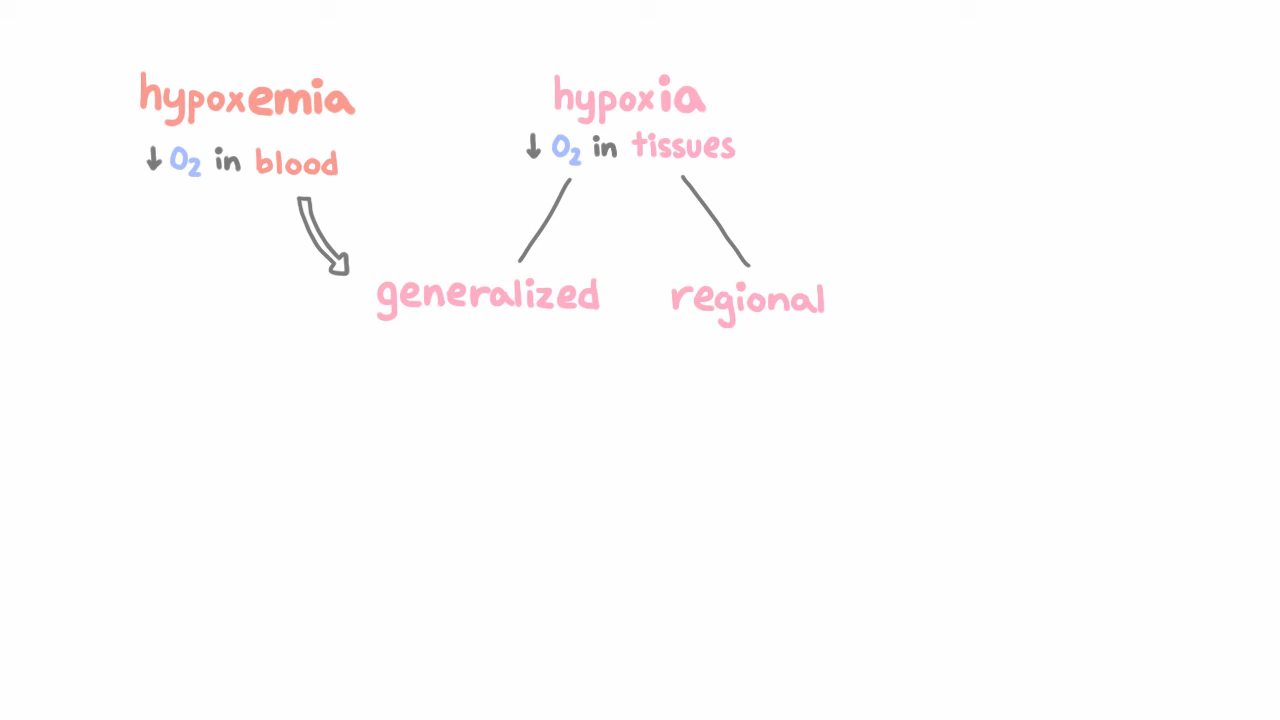 hypoxemia
↓ O₂ in blood
hypoxia
↓ O₂ in tissues
generalized
regional